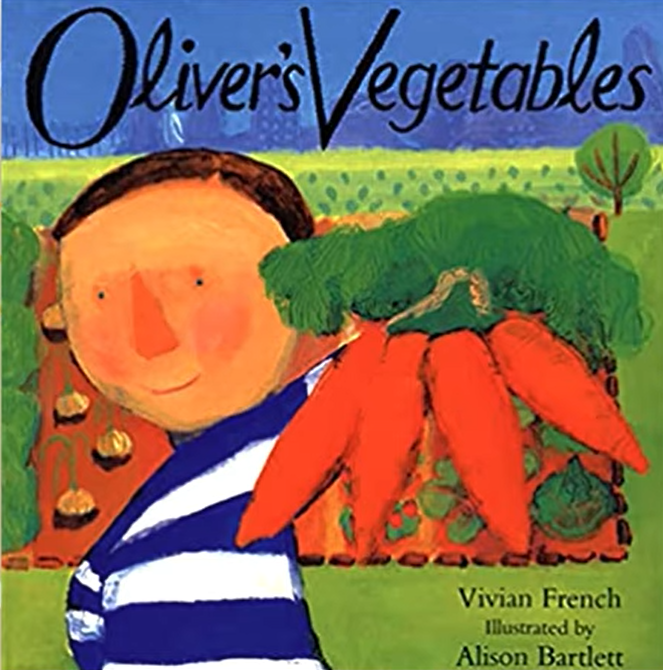 Oliver's Vegetables
Vivian French
Illustrated by
Alison Bartlett